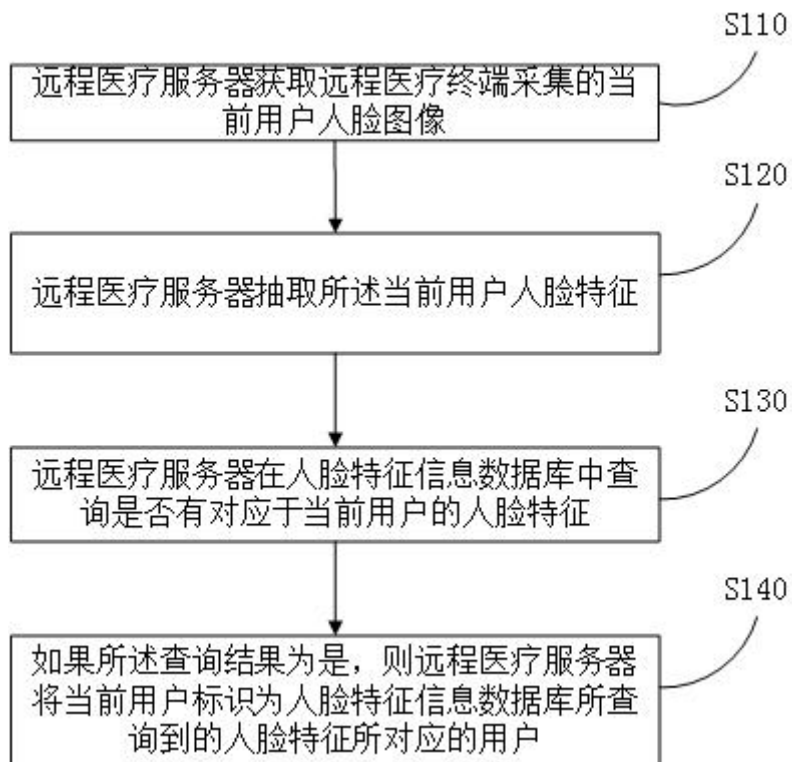 S110
远程医疗服务器获取远程医疗终端采集的当
前用户人脸图像
S120
远程医疗服务器抽取所述当前用户人脸特征
S130
远程医疗服务器在人脸特征信息数据库中查
询是否有对应于当前用户的人脸特征
S140
如果所述查询结果为是，则远程医疗服务器
将当前用户标识为人脸特征信息数据库所查
询到的人脸特征所对应的用户